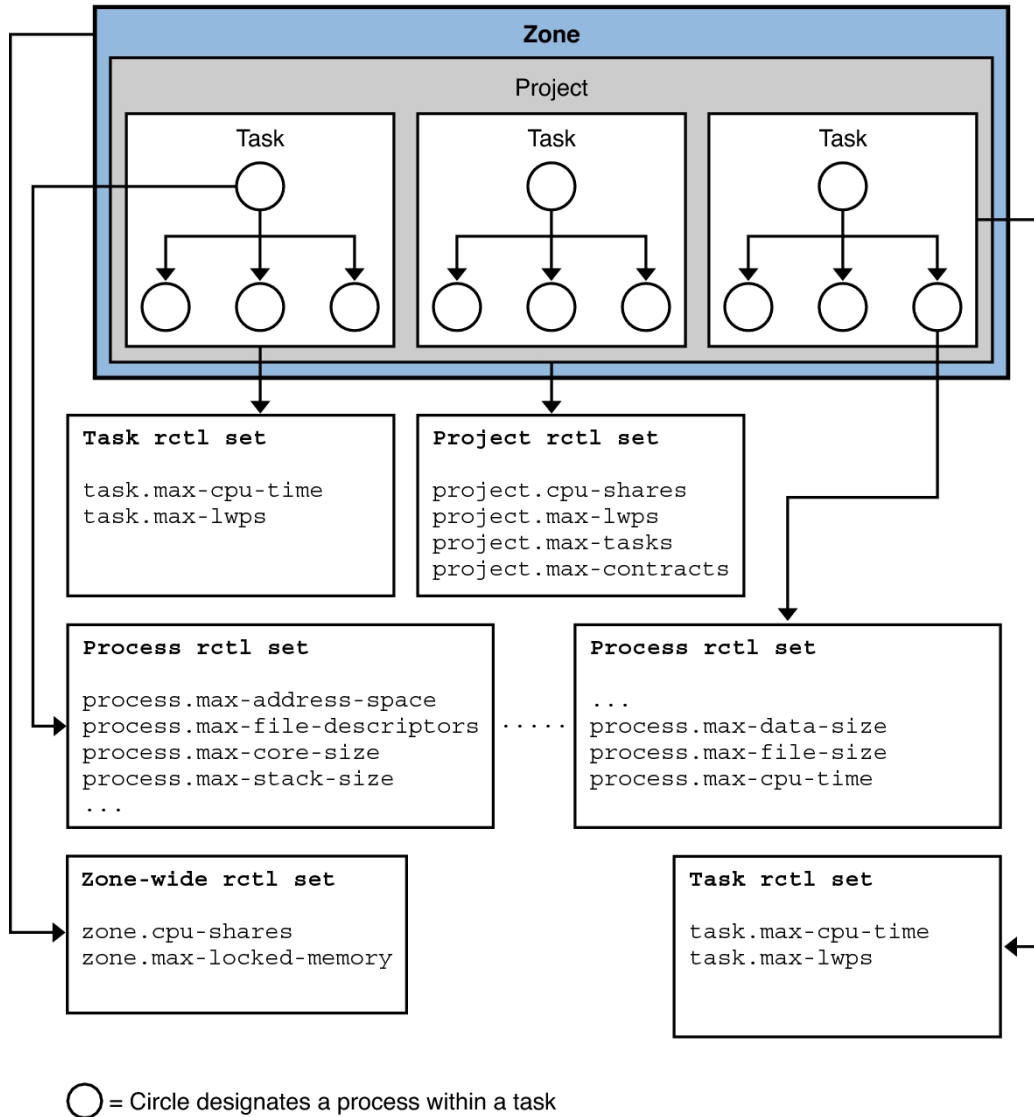 Zone
Project
Task
Task
Task
Task rctl set
task.max-cpu-time
task.max-lwps
Project rctl set
project.cpu-shares
project.max-lwps
project.max-tasks
project.max-contracts
Process rctl set
process.max-address-space
process.max-file-descriptors
process.max-core-size
process.max-stack-size
...
.....
Process rctl set
...
process.max-data-size
process.max-file-size
process.max-cpu-time
Zone-wide rctl set
zone.cpu-shares
zone.max-locked-memory
Task rctl set
task.max-cpu-time
task.max-lwps
= Circle designates a process within a task